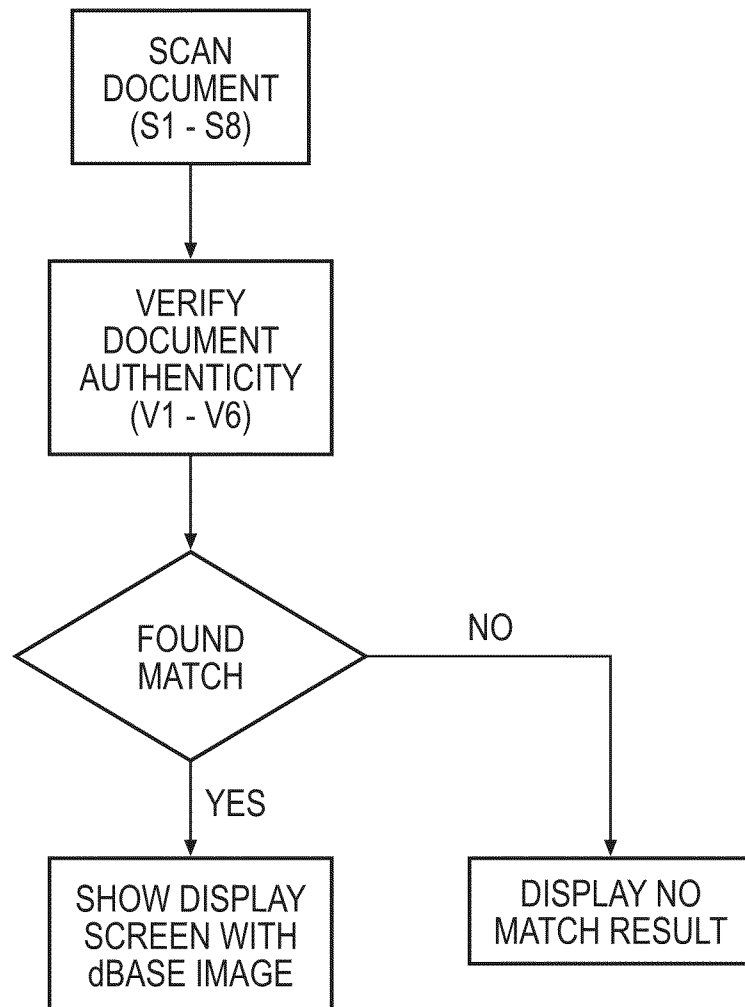 SCAN
DOCUMENT
(S1 - S8)
VERIFY
DOCUMENT
AUTHENTICITY
(V1 - V6)
FOUND
MATCH
NO
YES
SHOW DISPLAY
SCREEN WITH
dBASE IMAGE
DISPLAY NO
MATCH RESULT